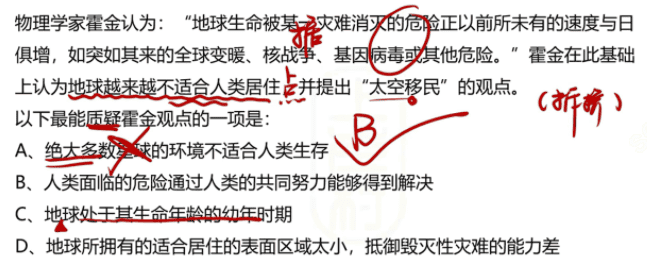 物理学家霍金认为：“地球生命被某一灾难消灭的危险正以前所未有的速度与日
俱增，如突如其来的全球变暖、核战争、基因病毒或其他危险。”霍金在此基础
上认为地球越来越不适合人类居住，并提出“太空移民”的观点。
据
点
（拆桥）
以下最能质疑霍金观点的一项是：
B
A、绝大多数星球的环境不适合人类生存
B、人类面临的危险通过人类的共同努力能够得到解决
C、地球处于其生命年龄的幼年时期
D、地球所拥有的适合居住的表面区域太小，抵御毁灭性灾难的能力差